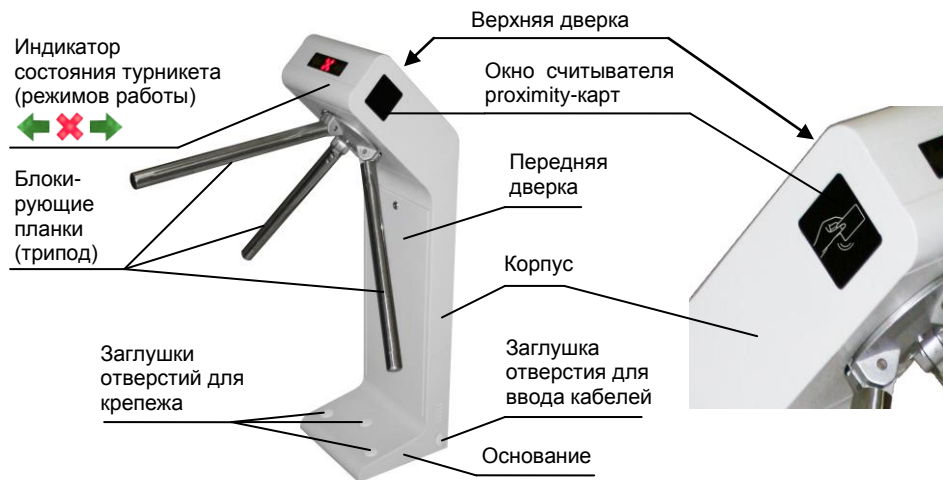 Верхняя дверка
Индикатор
состояния турникета
(режимов работы)
Окно считывателя
proximity-карт
Передняя
дверка
Блоки-
рующие
планки
(трипод)
Корпус
Заглушки
отверстий для
крепежа
Заглушка
отверстия для
ввода кабелей
Основание